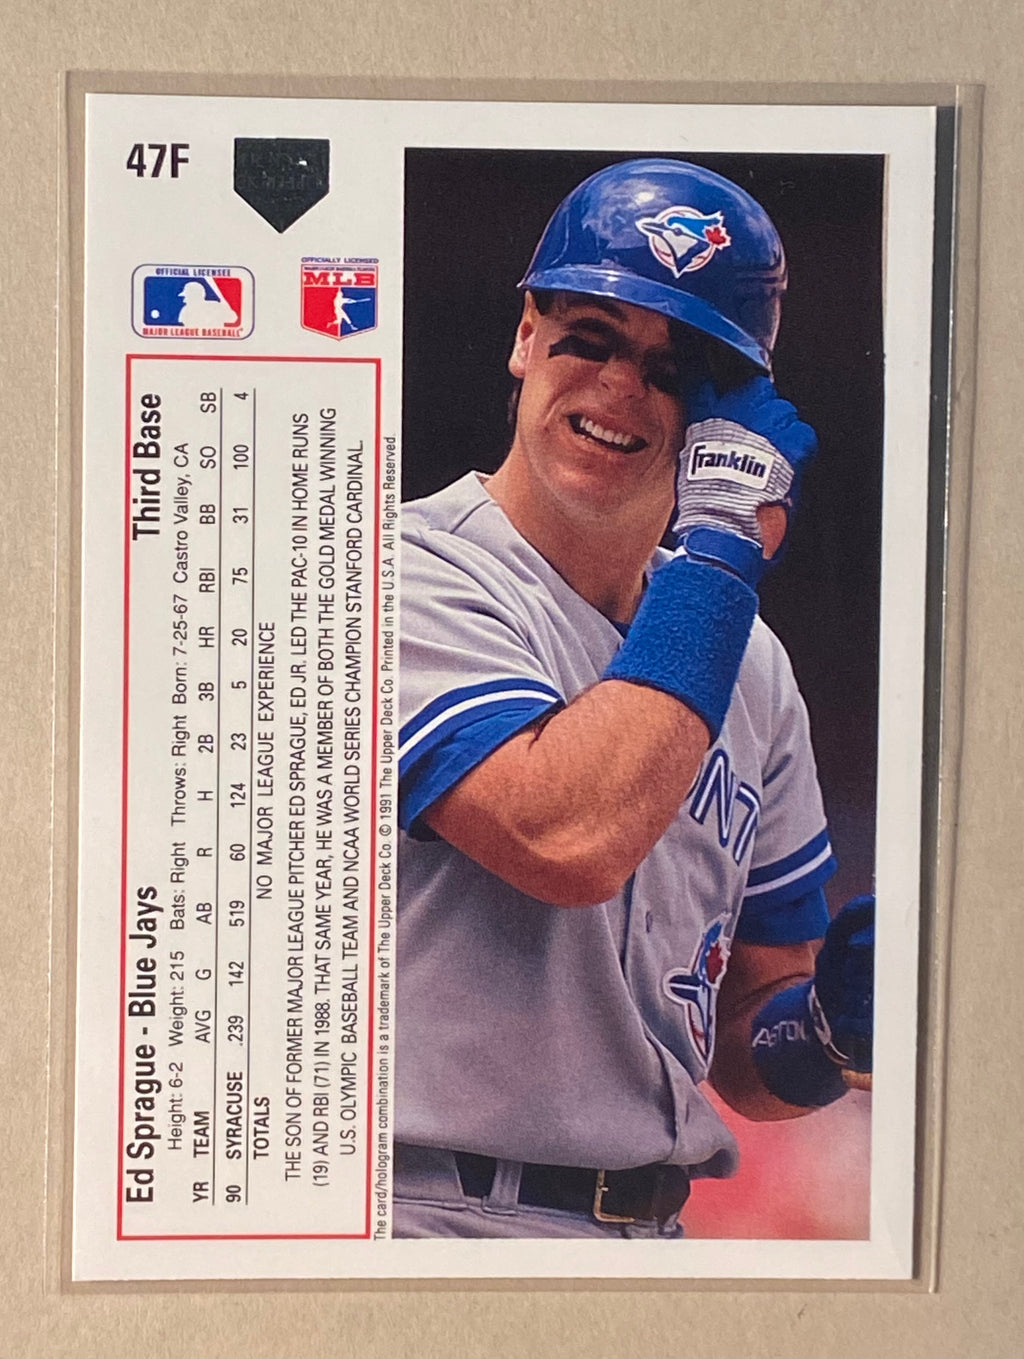 47F
OFFICIAL LICENSEE
MAJOR LEAGUE BASEBALL
OFFICIALLY LICENSED
MLB
Ed Sprague - Blue Jays Third Base
Height: 6-2 Weight: 215 Bats: Right Throws: Right Born: 7-25-67 Castro Valley, CA
YR TEAM AVG G AB R H 2B 3B HR RBI BB SO SB
90 SYRACUSE .239 142 519 60 124 23 5 20 75 31 100 4
TOTALS NO MAJOR LEAGUE EXPERIENCE
THE SON OF FORMER MAJOR LEAGUE PITCHER ED SPRAGUE, ED JR. LED THE PAC-10 IN HOME RUNS
(19) AND RBI (71) IN 1988. THAT SAME YEAR, HE WAS A MEMBER OF BOTH THE GOLD MEDAL WINNING
U.S. OLYMPIC BASEBALL TEAM AND NCAA WORLD SERIES CHAMPION STANFORD CARDINAL.
The card/hologram combination is a trademark of The Upper Deck Co. © 1991 The Upper Deck Co. Printed in the U.S.A. All Rights Reserved.
Franklin
ONT